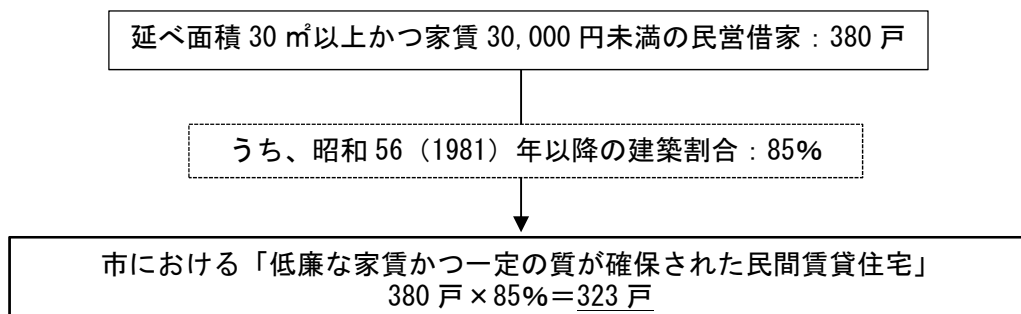 延べ面積 30 ㎡以上かつ家賃 30,000 円未満の民営借家：380 戸
うち、昭和 56（1981）年以降の建築割合：85％
市における「低廉な家賃かつ一定の質が確保された民間賃貸住宅」
380 戸×85％＝323 戸